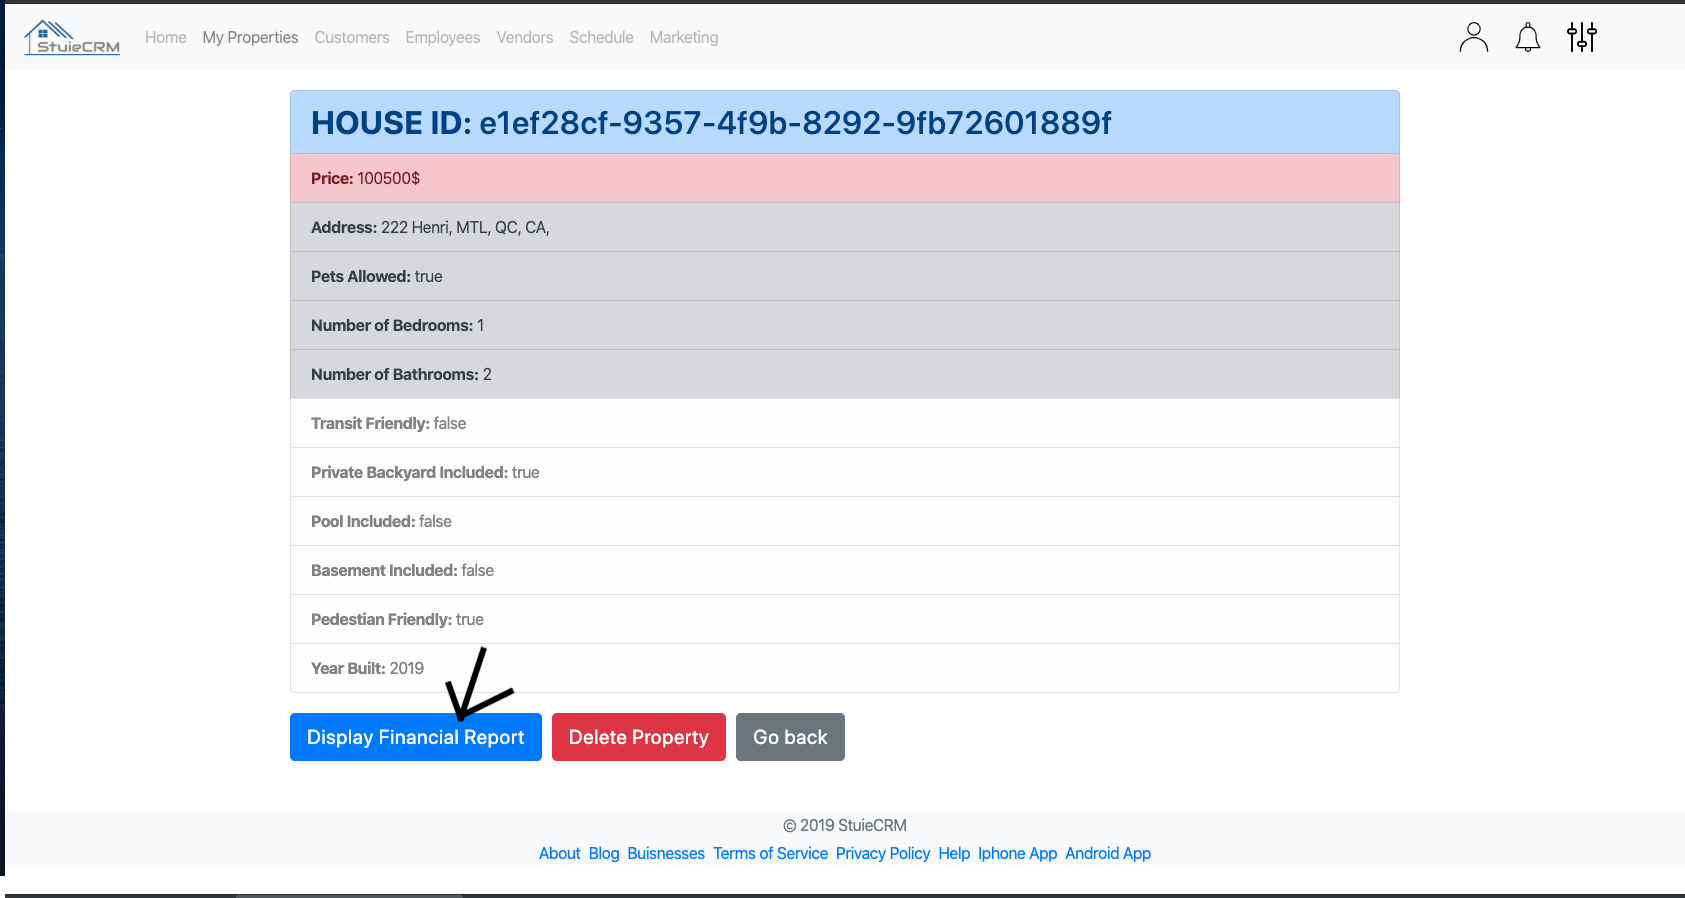 StuieCRM
Home My Properties Customers Employees Vendors Schedule Marketing
HOUSE ID: e1ef28cf-9357-4f9b-8292-9fb72601889f
Price: 100500$
Address: 222 Henri, MTL, QC, CA,
Pets Allowed: true
Number of Bedrooms: 1
Number of Bathrooms: 2
Transit Friendly: false
Private Backyard Included: true
Pool Included: false
Basement Included: false
Pedestian Friendly: true
Year Built: 2019
Display Financial Report Delete Property Go back
© 2019 StuieCRM
About Blog Buisnesses Terms of Service Privacy Policy Help Iphone App Android App